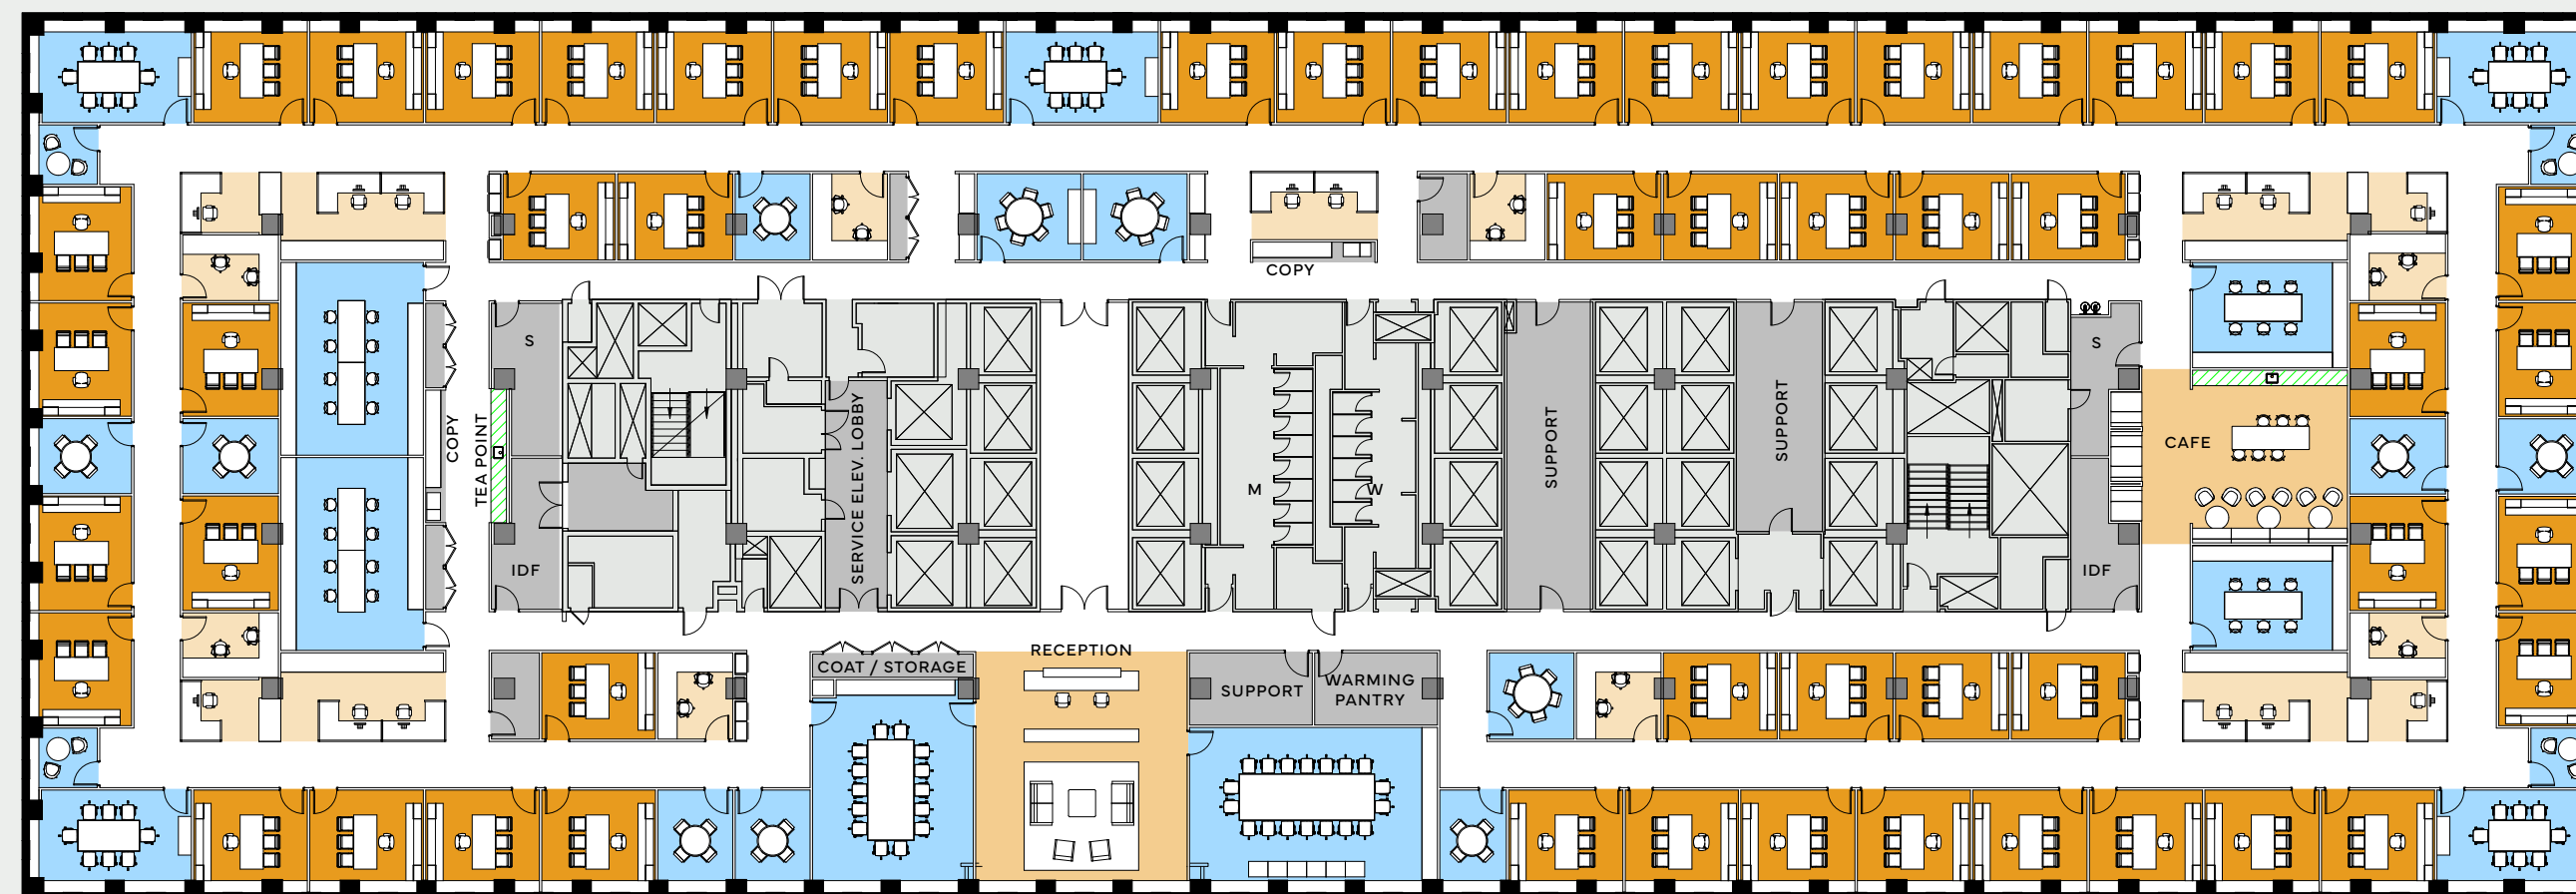 COPY
S
S
COPY
TEA POINT
SERVICE ELEV. LOBBY
M
W
SUPPORT
SUPPORT
CAFE
IDF
IDF
RECEPTION
COAT / STORAGE
SUPPORT
WARMING
PANTRY